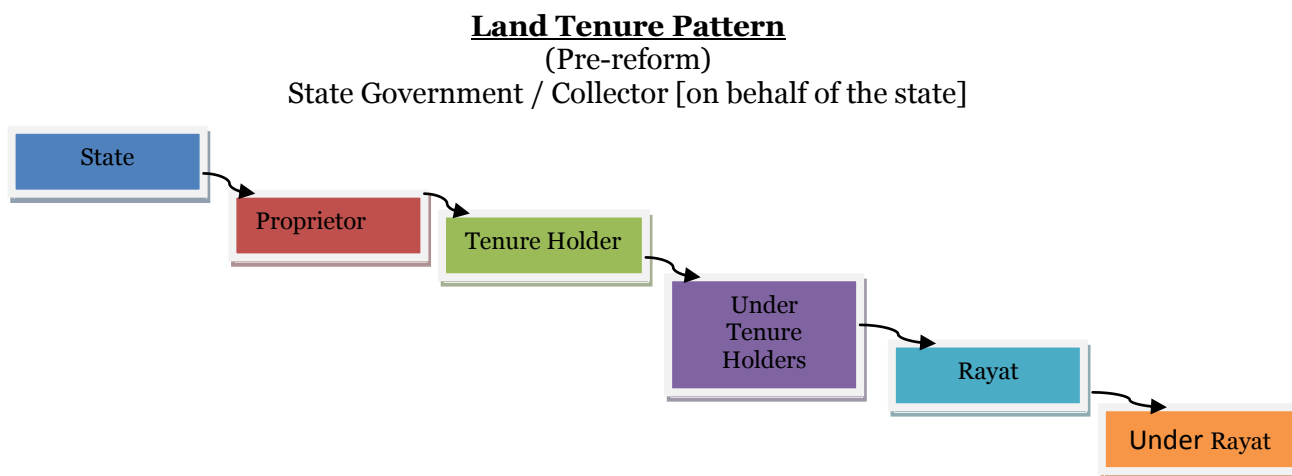 Land Tenure Pattern
(Pre-reform)
State Government / Collector [on behalf of the state]
State
Proprietor
Tenure Holder
Under
Tenure
Holders
Rayat
Under Rayat